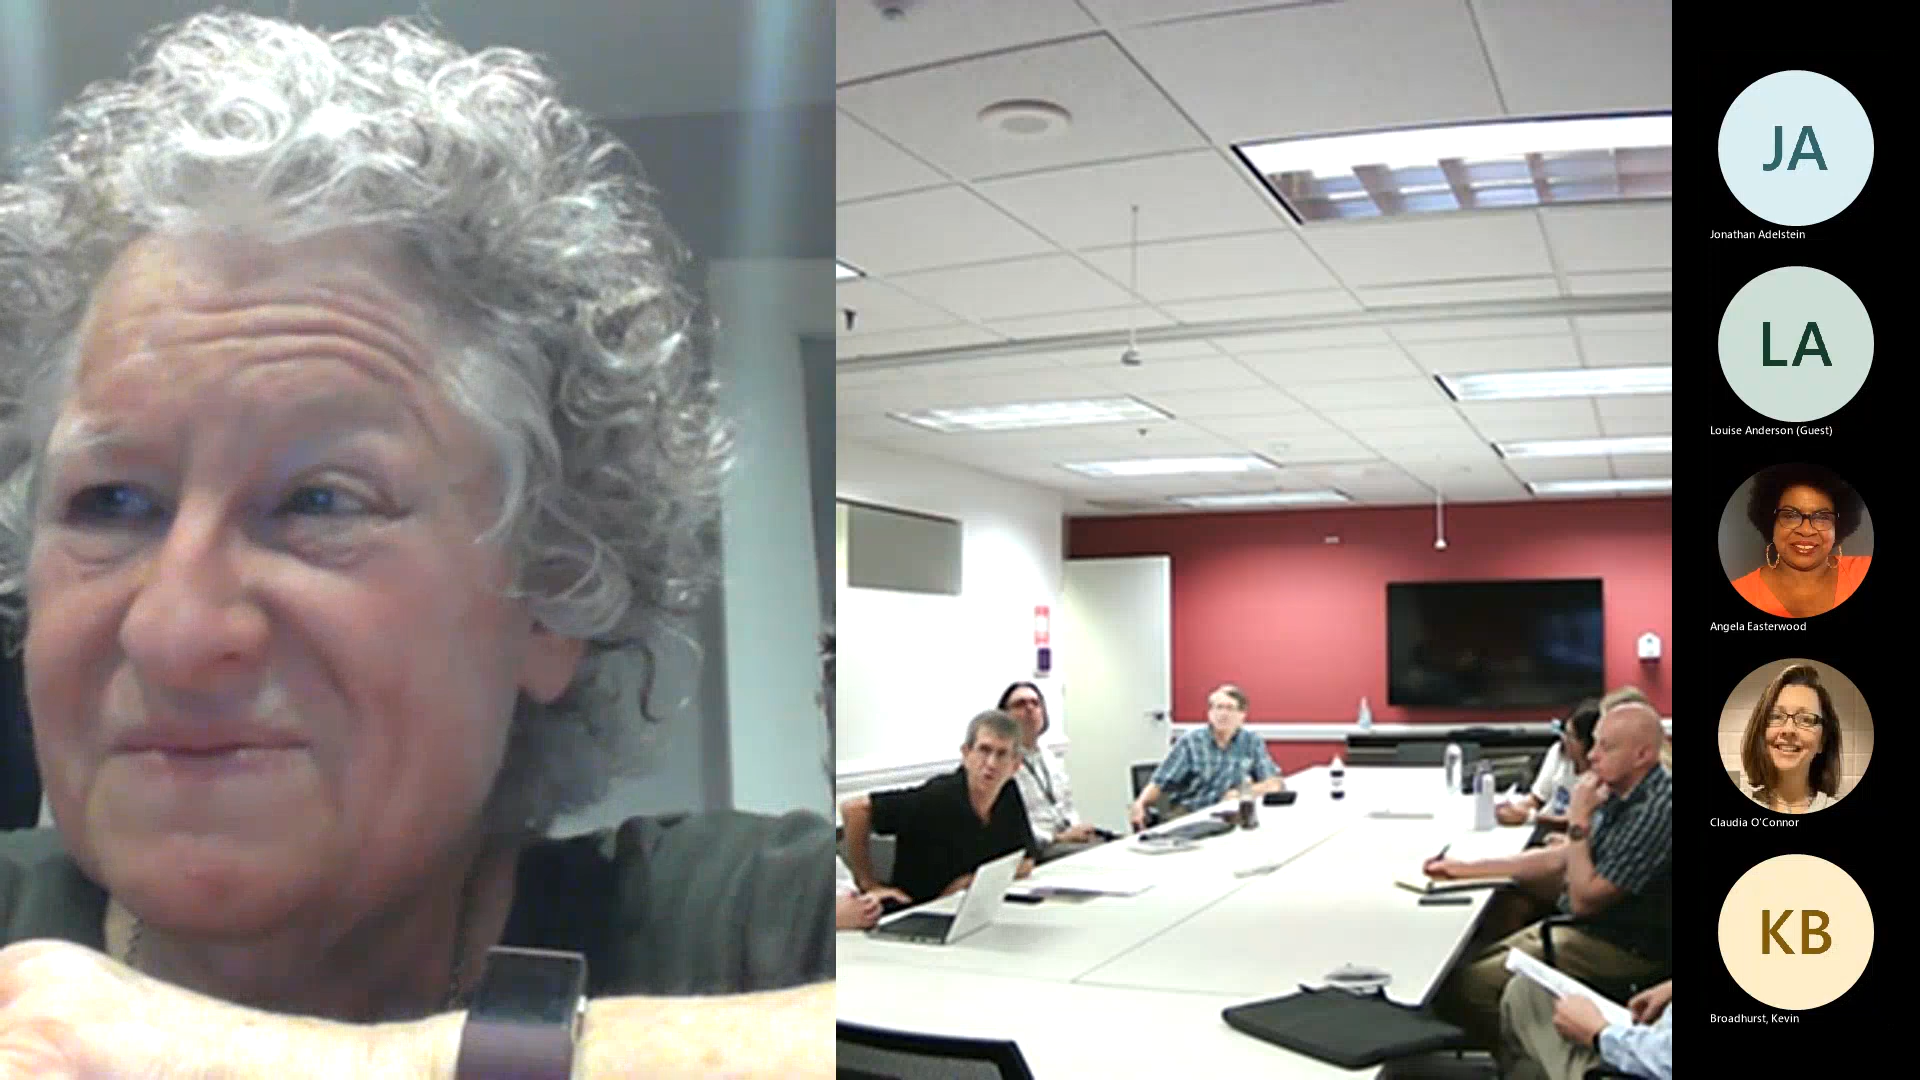 JA
Jonathan Adelstein
LA
Louise Anderson (Guest)
Angela Easterwood
Claudia O'Connor
KB
Broadhurst, Kevin